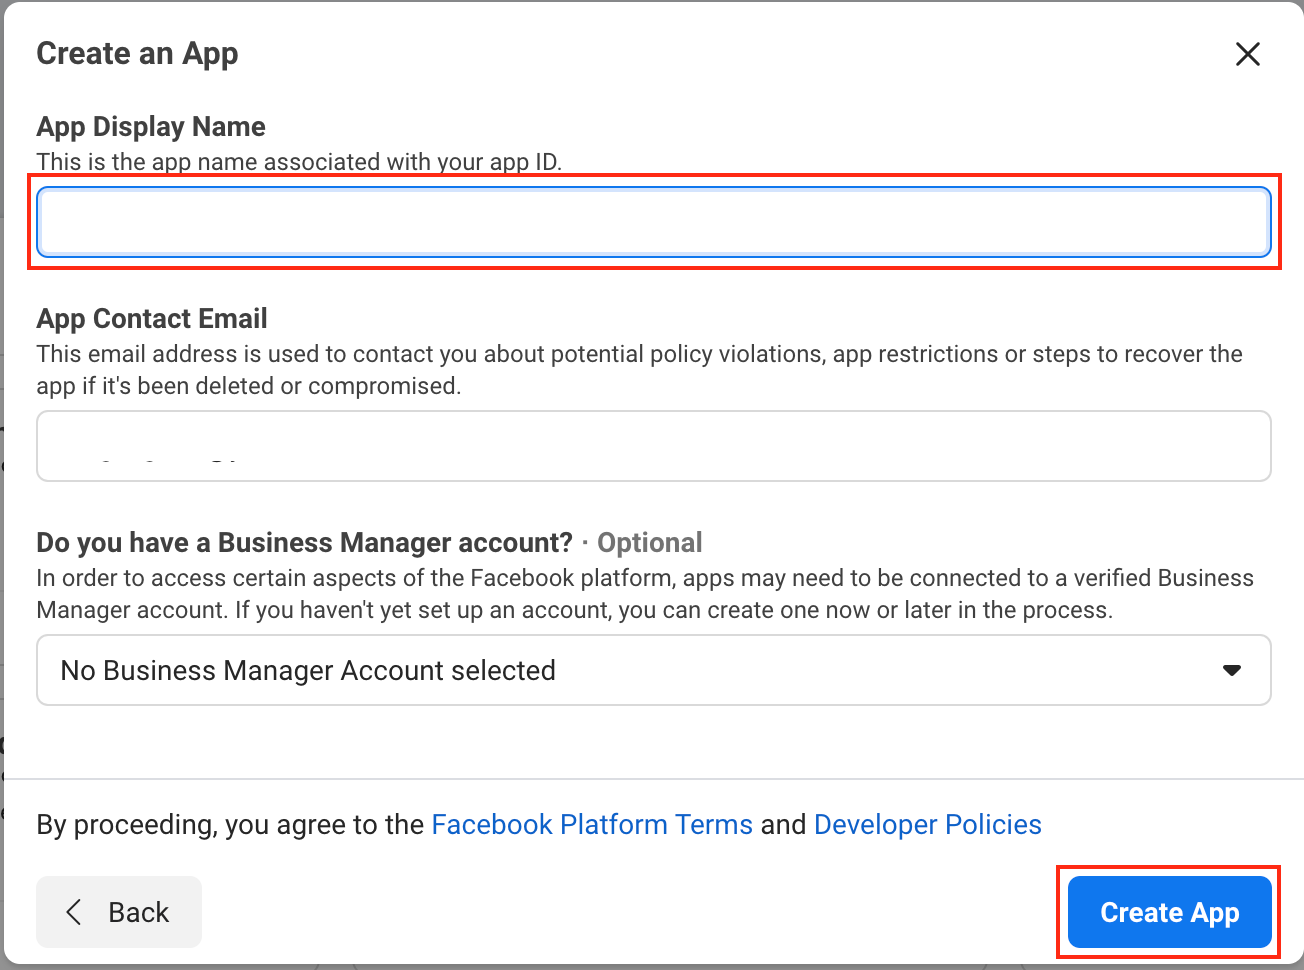 Create an App
App Display Name
This is the app name associated with your app ID.
App Contact Email
This email address is used to contact you about potential policy violations, app restrictions or steps to recover the
app if it's been deleted or compromised.
Do you have a Business Manager account? · Optional
In order to access certain aspects of the Facebook platform, apps may need to be connected to a verified Business
Manager account. If you haven't yet set up an account, you can create one now or later in the process.
No Business Manager Account selected
By proceeding, you agree to the Facebook Platform Terms and Developer Policies
Back
Create App